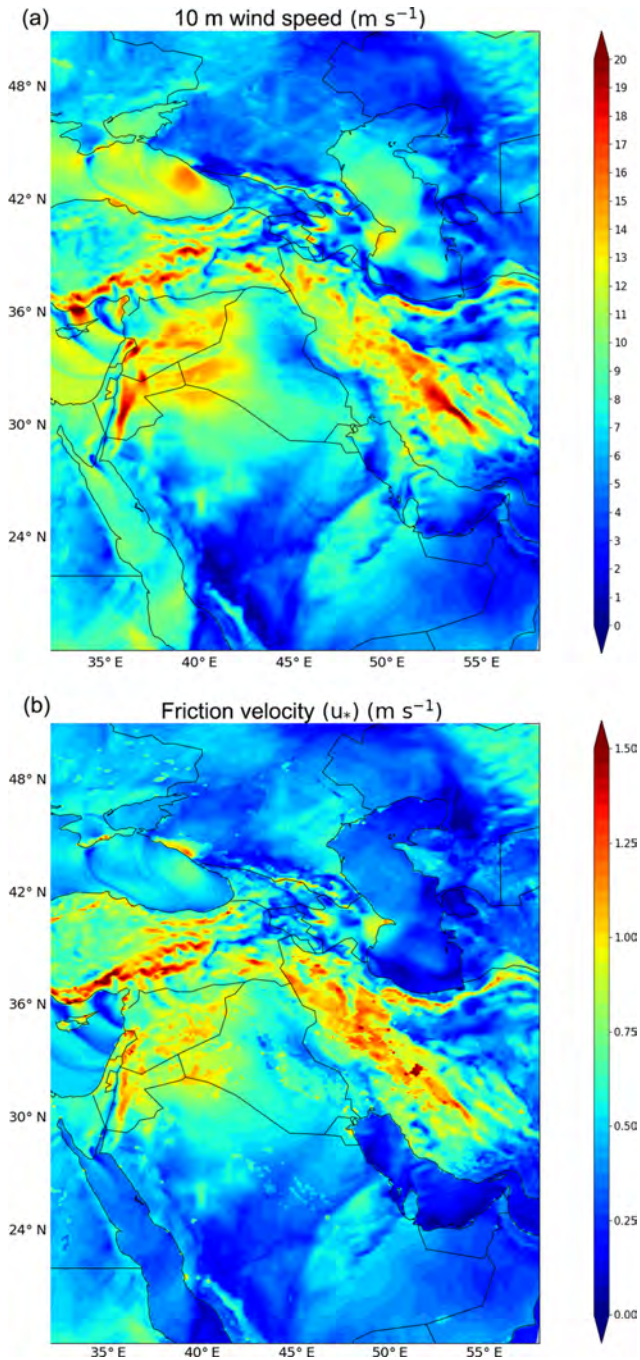 (a)
10 m wind speed (m s⁻¹)
48° N
42° N
36° N
30° N
24° N
35° E 40° E 45° E 50° E 55° E
20
19
18
17
16
15
14
13
12
11
10
9
8
7
6
5
4
3
2
1
0
(b)
Friction velocity (u*) (m s⁻¹)
48° N
42° N
36° N
30° N
24° N
35° E 40° E 45° E 50° E 55° E
1.50
1.25
1.00
0.75
0.50
0.25
0.00